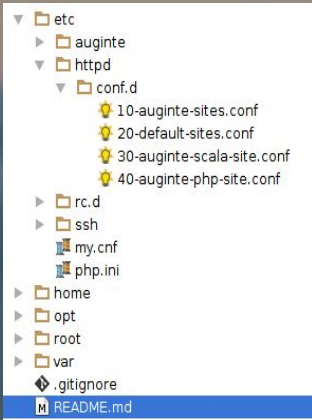 etc
auginte
httpd
conf.d
10-auginte-sites.conf
20-default-sites.conf
30-auginte-scala-site.conf
40-auginte-php-site.conf
rc.d
ssh
my.cnf
php.ini
home
opt
root
var
.gitignore
M README.md